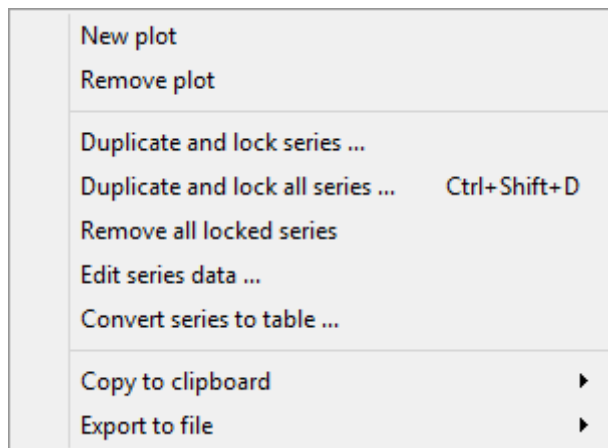 New plot
Remove plot
Duplicate and lock series ...
Duplicate and lock all series ... Ctrl+Shift+D
Remove all locked series
Edit series data ...
Convert series to table ...
Copy to clipboard
Export to file